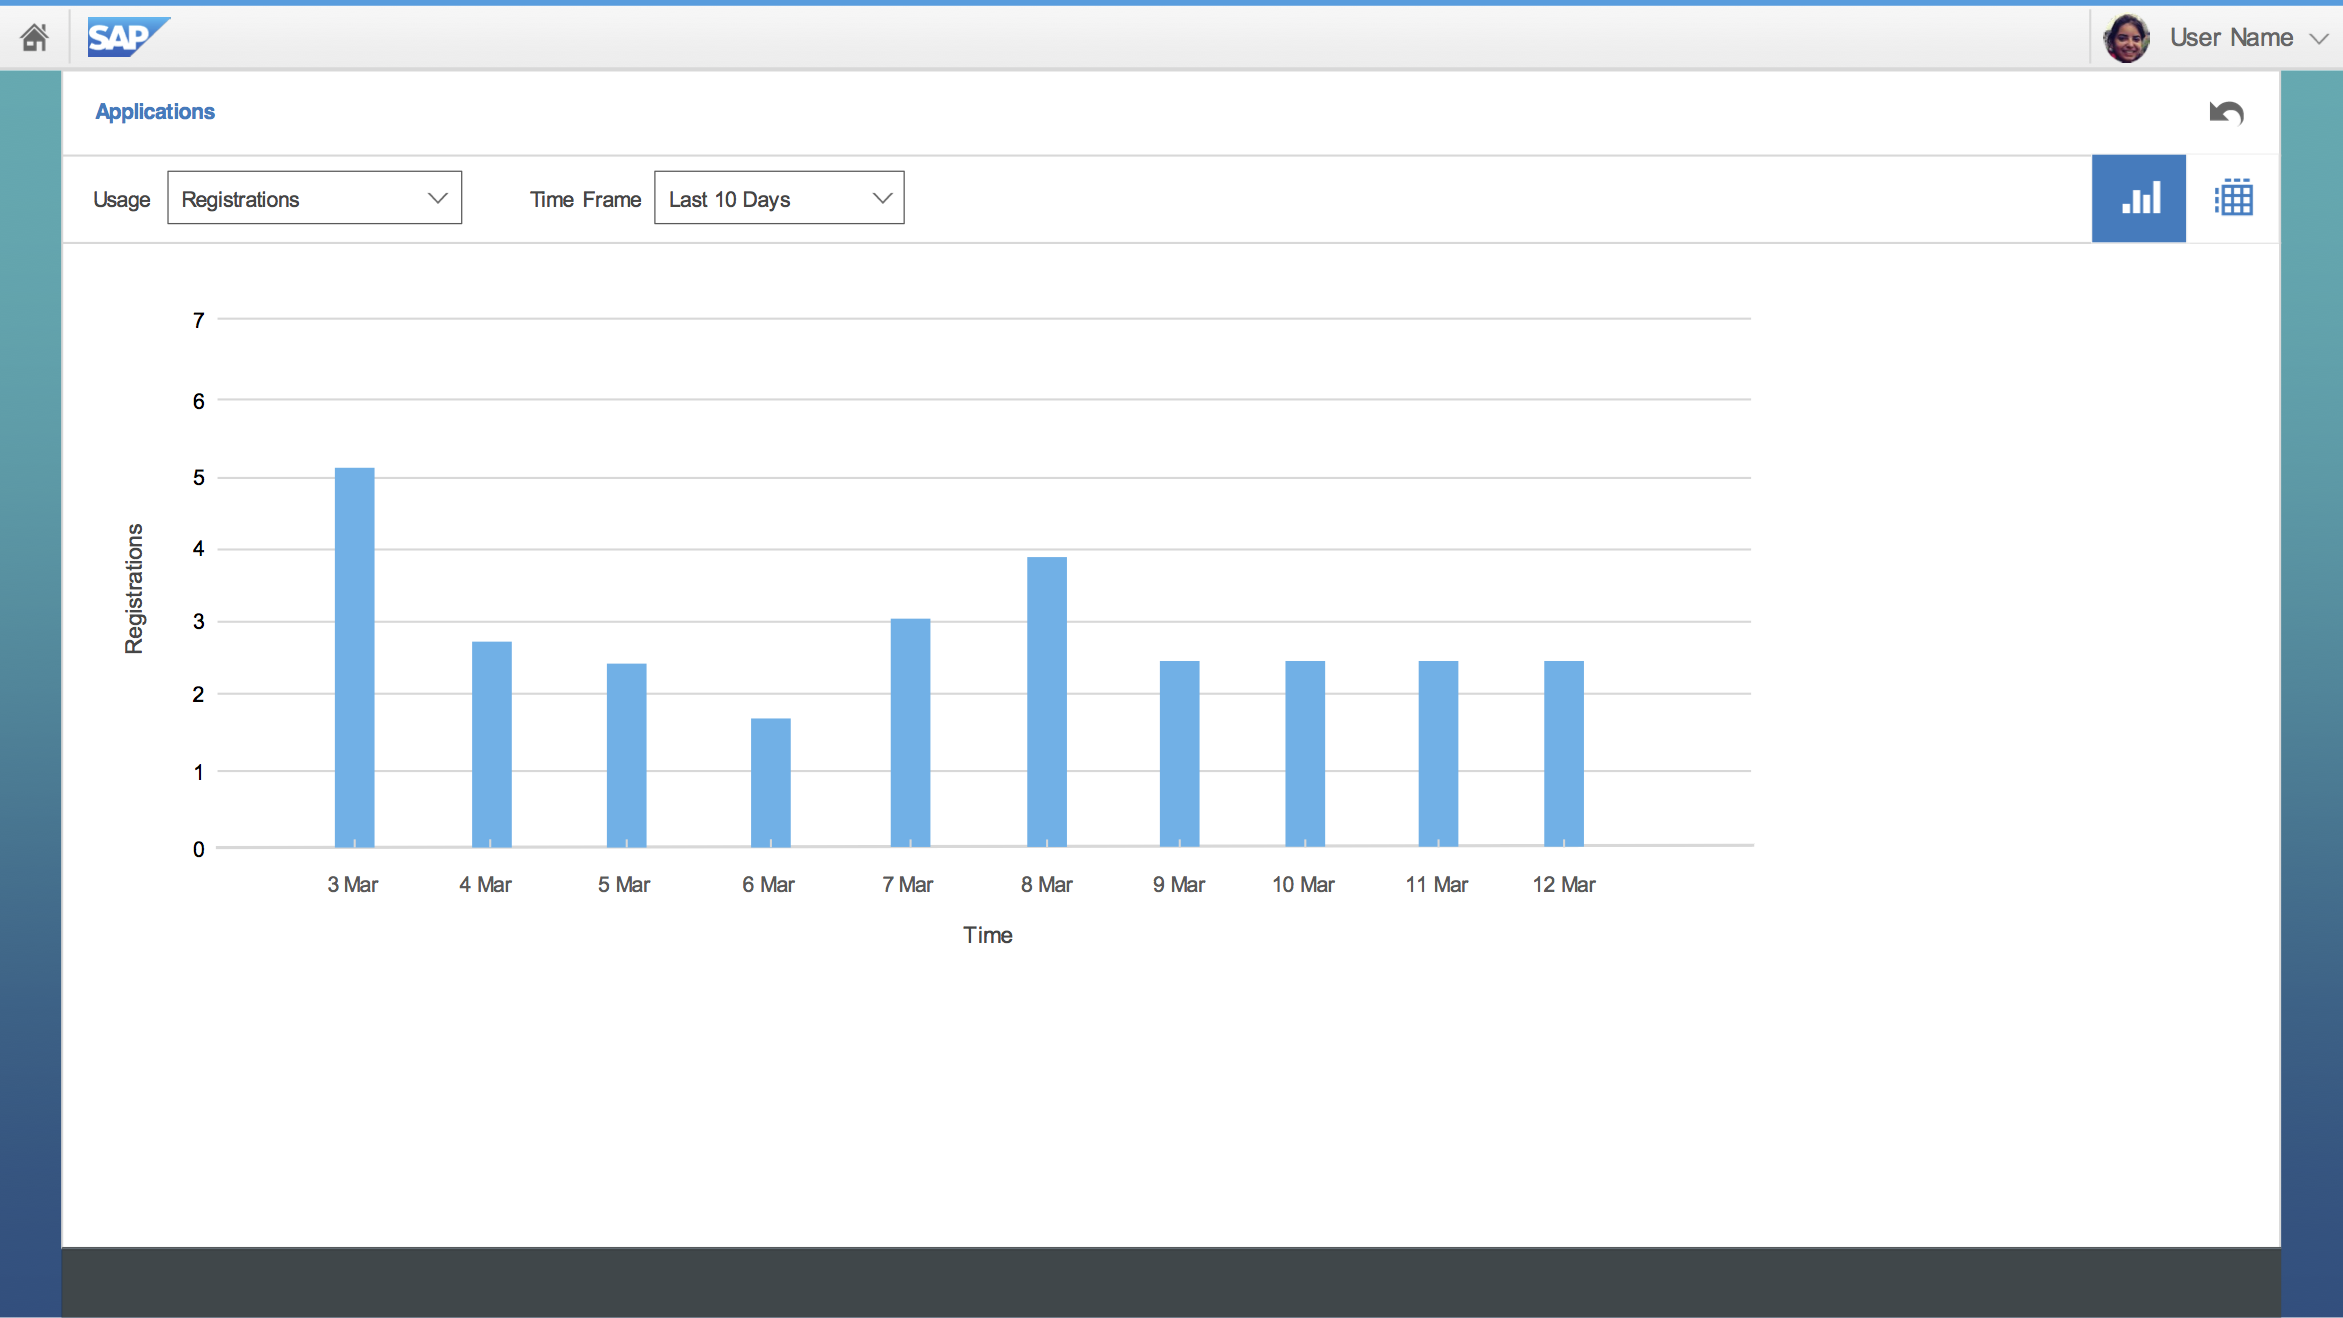 SAP
User Name
Applications
Usage
Registrations
Time Frame
Last 10 Days
7
6
5
4
3
2
1
0
Registrations
3 Mar
4 Mar
5 Mar
6 Mar
7 Mar
8 Mar
9 Mar
10 Mar
11 Mar
12 Mar
Time